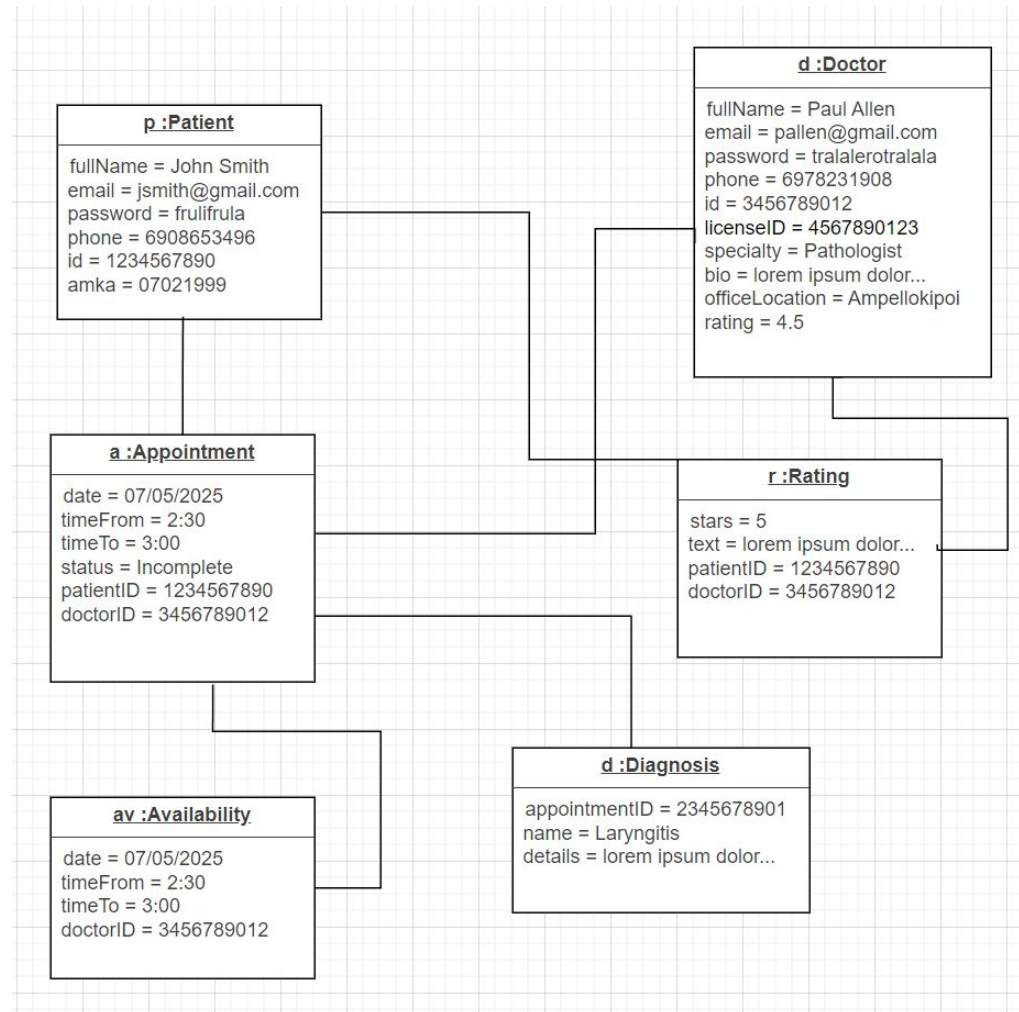 p :Patient
fullName = John Smith
email = jsmith@gmail.com
password = frulifrula
phone = 6908653496
id = 1234567890
amka = 07021999
d :Doctor
fullName = Paul Allen
email = pallen@gmail.com
password = tralalerotralala
phone = 6978231908
id = 3456789012
licenseID = 4567890123
specialty = Pathologist
bio = lorem ipsum dolor...
officeLocation = Ampellokipoi
rating = 4.5
a :Appointment
date = 07/05/2025
timeFrom = 2:30
timeTo = 3:00
status = Incomplete
patientID = 1234567890
doctorID = 3456789012
r :Rating
stars = 5
text = lorem ipsum dolor...
patientID = 1234567890
doctorID = 3456789012
av :Availability
date = 07/05/2025
timeFrom = 2:30
timeTo = 3:00
doctorID = 3456789012
d :Diagnosis
appointmentID = 2345678901
name = Laryngitis
details = lorem ipsum dolor...